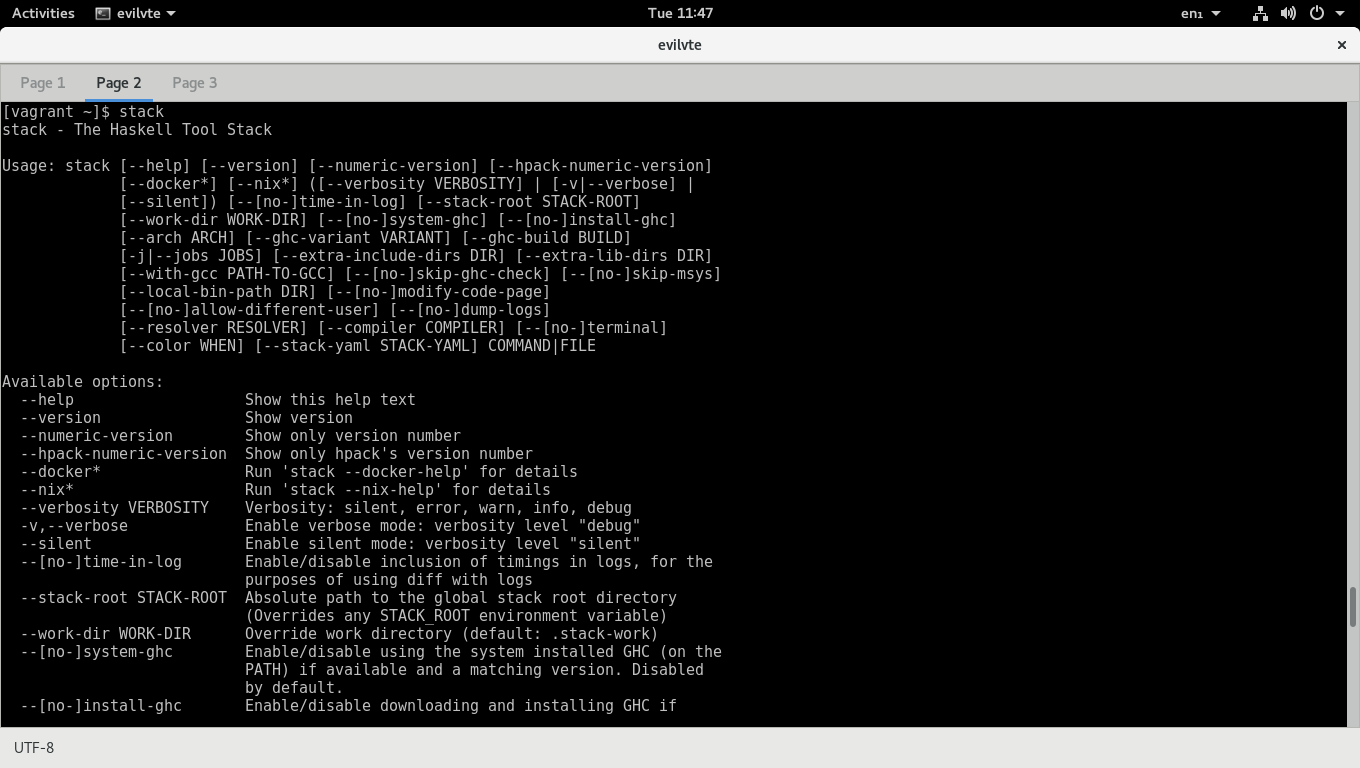 Activities evilvte Tue 11:47 en₁
evilvte ×
Page 1 Page 2 Page 3
[vagrant ~]$ stack
stack - The Haskell Tool Stack

Usage: stack [--help] [--version] [--numeric-version] [--hpack-numeric-version]
             [--docker*] [--nix*] ([--verbosity VERBOSITY] | [-v|--verbose] |
             [--silent]) [--[no-]time-in-log] [--stack-root STACK-ROOT]
             [--work-dir WORK-DIR] [--[no-]system-ghc] [--[no-]install-ghc]
             [--arch ARCH] [--ghc-variant VARIANT] [--ghc-build BUILD]
             [-j|--jobs JOBS] [--extra-include-dirs DIR] [--extra-lib-dirs DIR]
             [--with-gcc PATH-TO-GCC] [--[no-]skip-ghc-check] [--[no-]skip-msys]
             [--local-bin-path DIR] [--[no-]modify-code-page]
             [--[no-]allow-different-user] [--[no-]dump-logs]
             [--resolver RESOLVER] [--compiler COMPILER] [--[no-]terminal]
             [--color WHEN] [--stack-yaml STACK-YAML] COMMAND|FILE

Available options:
  --help                   Show this help text
  --version                Show version
  --numeric-version        Show only version number
  --hpack-numeric-version  Show only hpack's version number
  --docker*                Run 'stack --docker-help' for details
  --nix*                   Run 'stack --nix-help' for details
  --verbosity VERBOSITY    Verbosity: silent, error, warn, info, debug
  -v,--verbose             Enable verbose mode: verbosity level "debug"
  --silent                 Enable silent mode: verbosity level "silent"
  --[no-]time-in-log       Enable/disable inclusion of timings in logs, for the
                           purposes of using diff with logs
  --stack-root STACK-ROOT  Absolute path to the global stack root directory
                           (Overrides any STACK_ROOT environment variable)
  --work-dir WORK-DIR      Override work directory (default: .stack-work)
  --[no-]system-ghc        Enable/disable using the system installed GHC (on the
                           PATH) if available and a matching version. Disabled
                           by default.
  --[no-]install-ghc       Enable/disable downloading and installing GHC if
UTF-8